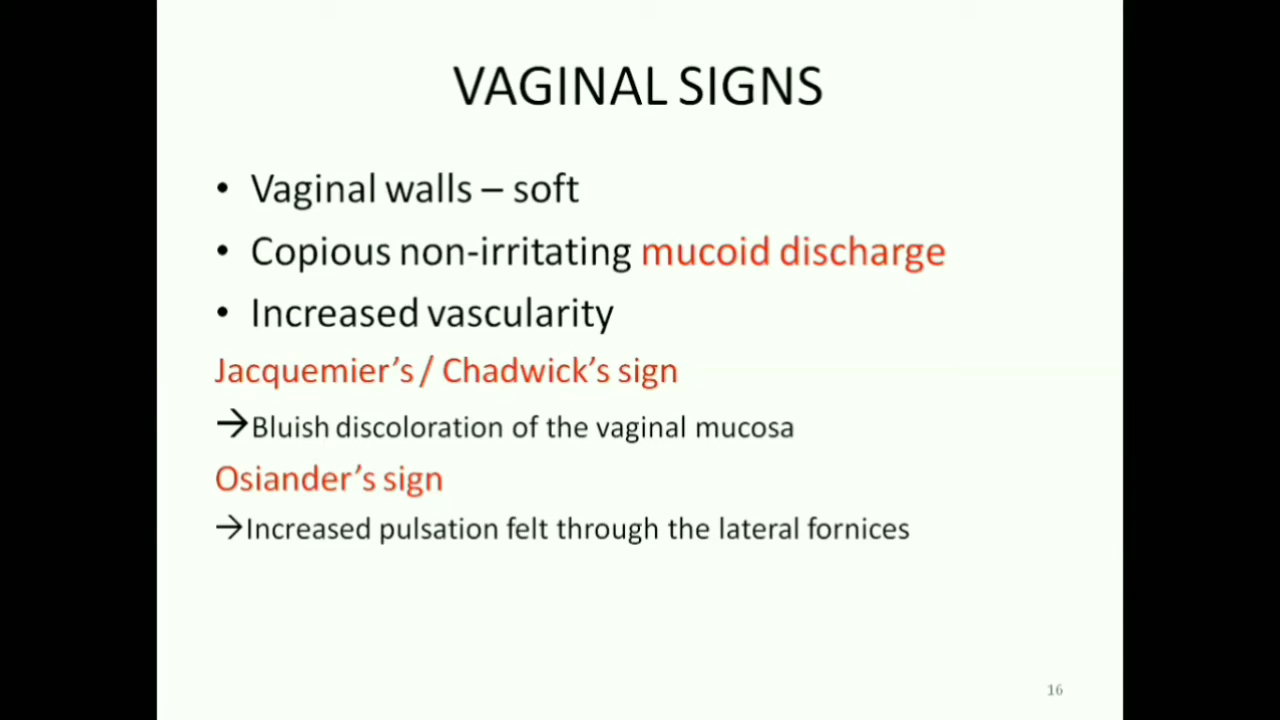 VAGINAL SIGNS
• Vaginal walls – soft
• Copious non-irritating mucoid discharge
• Increased vascularity
Jacquemier’s / Chadwick’s sign
→Bluish discoloration of the vaginal mucosa
Osiander’s sign
→Increased pulsation felt through the lateral fornices
16